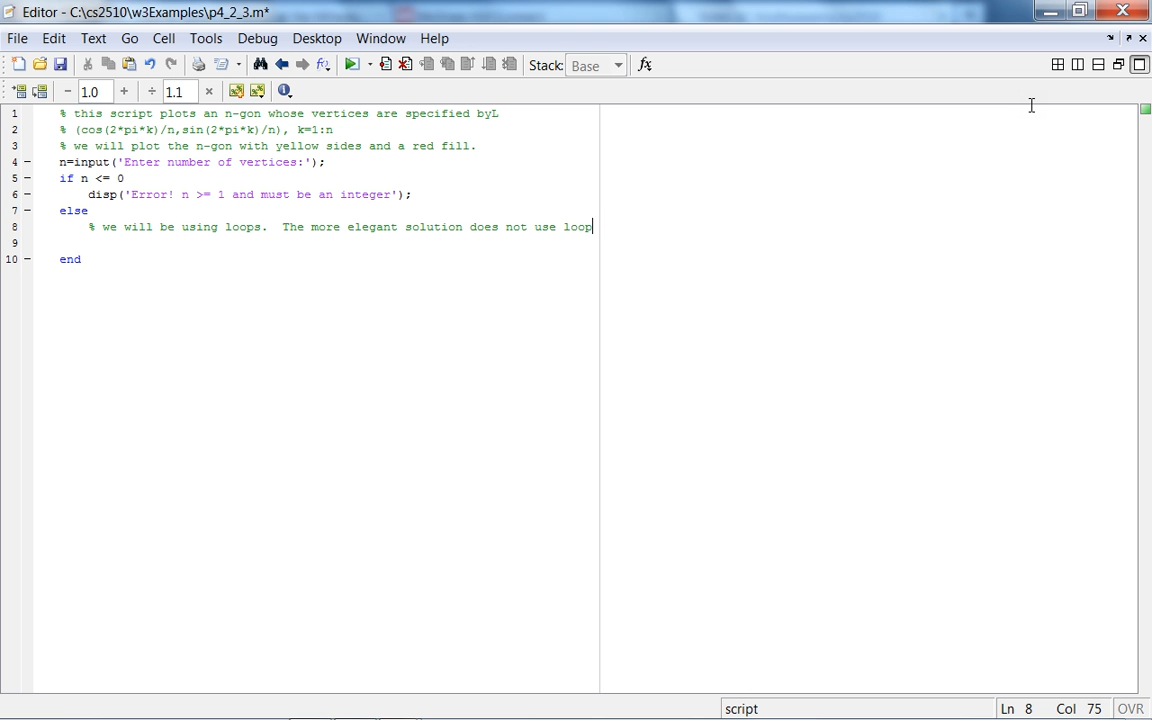 Editor - C:\cs2510\w3Examples\p4_2_3.m*
File Edit Text Go Cell Tools Debug Desktop Window Help
Stack: Base fx
- 1.0 + ÷ 1.1 ×
1 % this script plots an n-gon whose vertices are specified byL
2 % (cos(2*pi*k)/n,sin(2*pi*k)/n), k=1:n
3 % we will plot the n-gon with yellow sides and a red fill.
4 - n=input('Enter number of vertices:');
5 - if n <= 0
6 - disp('Error! n >= 1 and must be an integer');
7 - else
8 % we will be using loops.  The more elegant solution does not use loop
9
10 - end
script Ln 8 Col 75 OVR